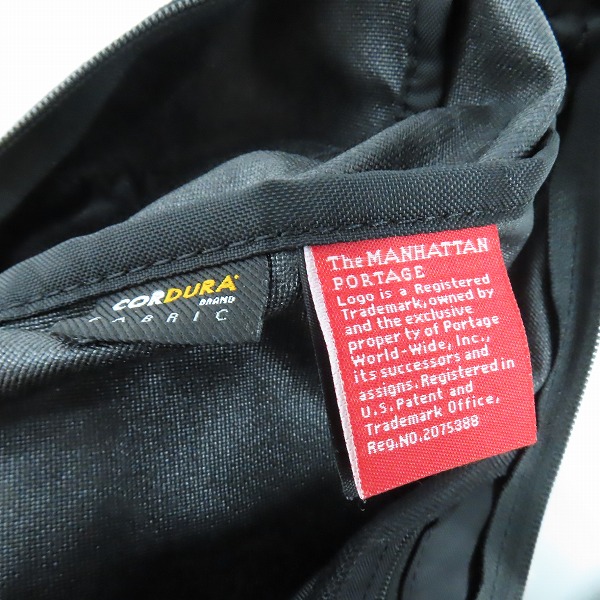 CORDURA®
BRAND
FABRIC
The MANHATTAN
PORTAGE
Logo is a Registered
Trademark, owned by
and the exclusive
property of Portage
World-Wide, Inc.,
its successors and
assigns. Registered in
U.S. Patent and
Trademark Office,
Reg.NO.2075388